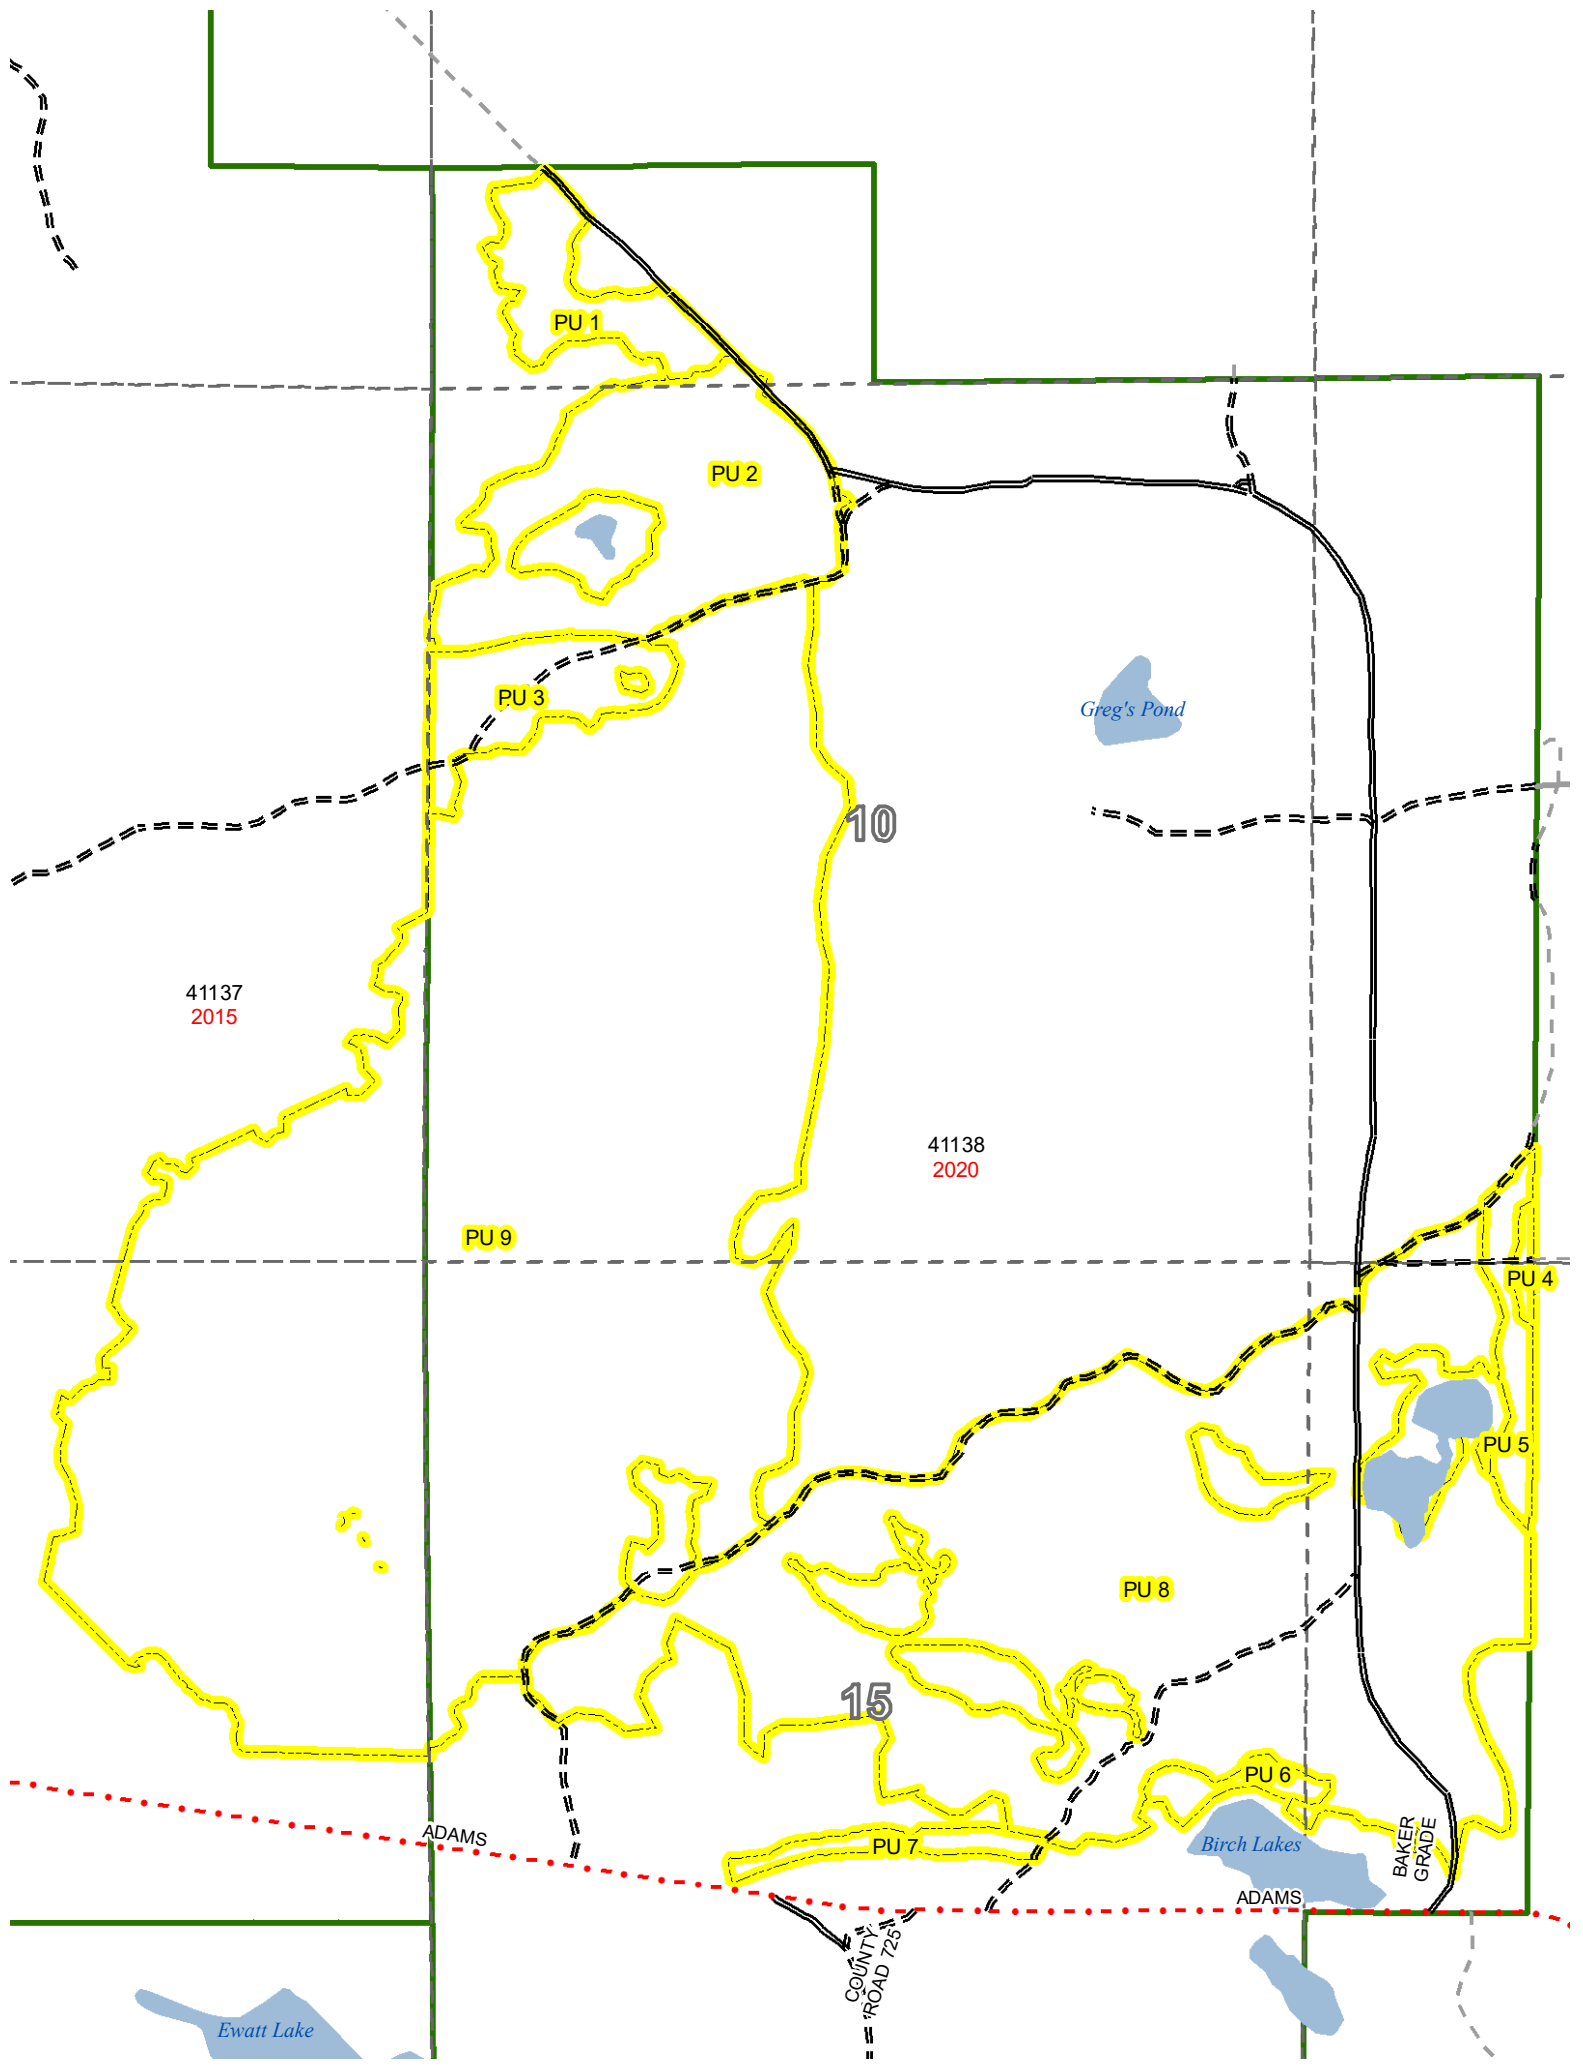 PU 1
PU 2
PU 3
Greg's Pond
10
41137
2015
41138
2020
PU 9
PU 4
PU 5
PU 8
15
PU 6
ADAMS
PU 7
Birch Lakes
BAKER
GRADE
ADAMS
COUNTY
ROAD 725
Ewatt Lake